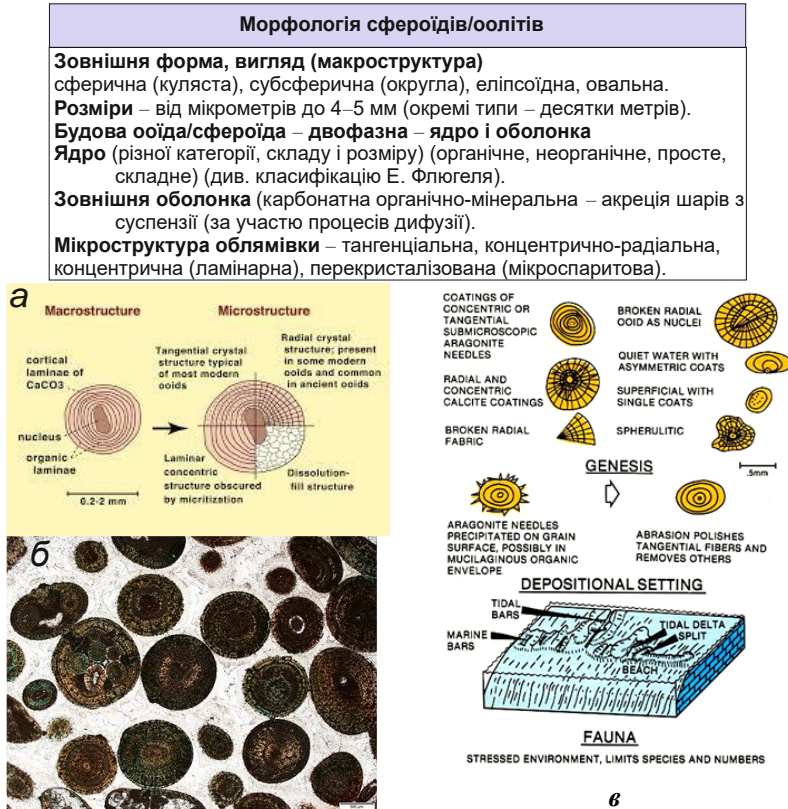 Морфологія сфероїдів/оолітів
Зовнішня форма, вигляд (макроструктура)
сферична (куляста), субсферична (округла), еліпсоїдна, овальна.
Розміри – від мікрометрів до 4–5 мм (окремі типи – десятки метрів).
Будова ооїда/сфероїда – двофазна – ядро і оболонка
Ядро (різної категорії, складу і розміру) (органічне, неорганічне, просте,
складне) (див. класифікацію Е. Флюгеля).
Зовнішня оболонка (карбонатна органічно-мінеральна – акреція шарів з
суспензії (за участю процесів дифузії).
Мікроструктура облямівки – тангенціальна, концентрично-радіальна,
концентрична (ламінарна), перекристалізована (мікроспаритова).
а
Macrostructure
Microstructure
cortical
laminae of
CaCO3
nucleus
organic
laminae
0.2-2 mm
Tangential crystal
structure typical
of most modern
ooids
Radial crystal
structure; present
in some modern
ooids and common
in ancient ooids
Laminar
concentric
structure obscured
by micritization
Dissolution-
fill structure
б
COATINGS OF
CONCENTRIC OR
TANGENTIAL
SUBMICROSCOPIC
ARAGONITE
NEEDLES
BROKEN RADIAL
OOID AS NUCLEI
QUIET WATER WITH
ASYMMETRIC COATS
RADIAL AND
CONCENTRIC
CALCITE COATINGS
SUPERFICIAL WITH
SINGLE COATS
BROKEN RADIAL
FABRIC
SPHERULITIC
GENESIS
.5mm
ARAGONITE NEEDLES
PRECIPITATED ON GRAIN
SURFACE, POSSIBLY IN
MUCILAGINOUS ORGANIC
ENVELOPE
ABRASION POLISHES
TANGENTIAL FIBERS AND
REMOVES OTHERS
DEPOSITIONAL SETTING
TIDAL
BARS
MARINE
BARS
TIDAL DELTA
SPLIT
BEACH
FAUNA
STRESSED ENVIRONMENT, LIMITS SPECIES AND NUMBERS
в